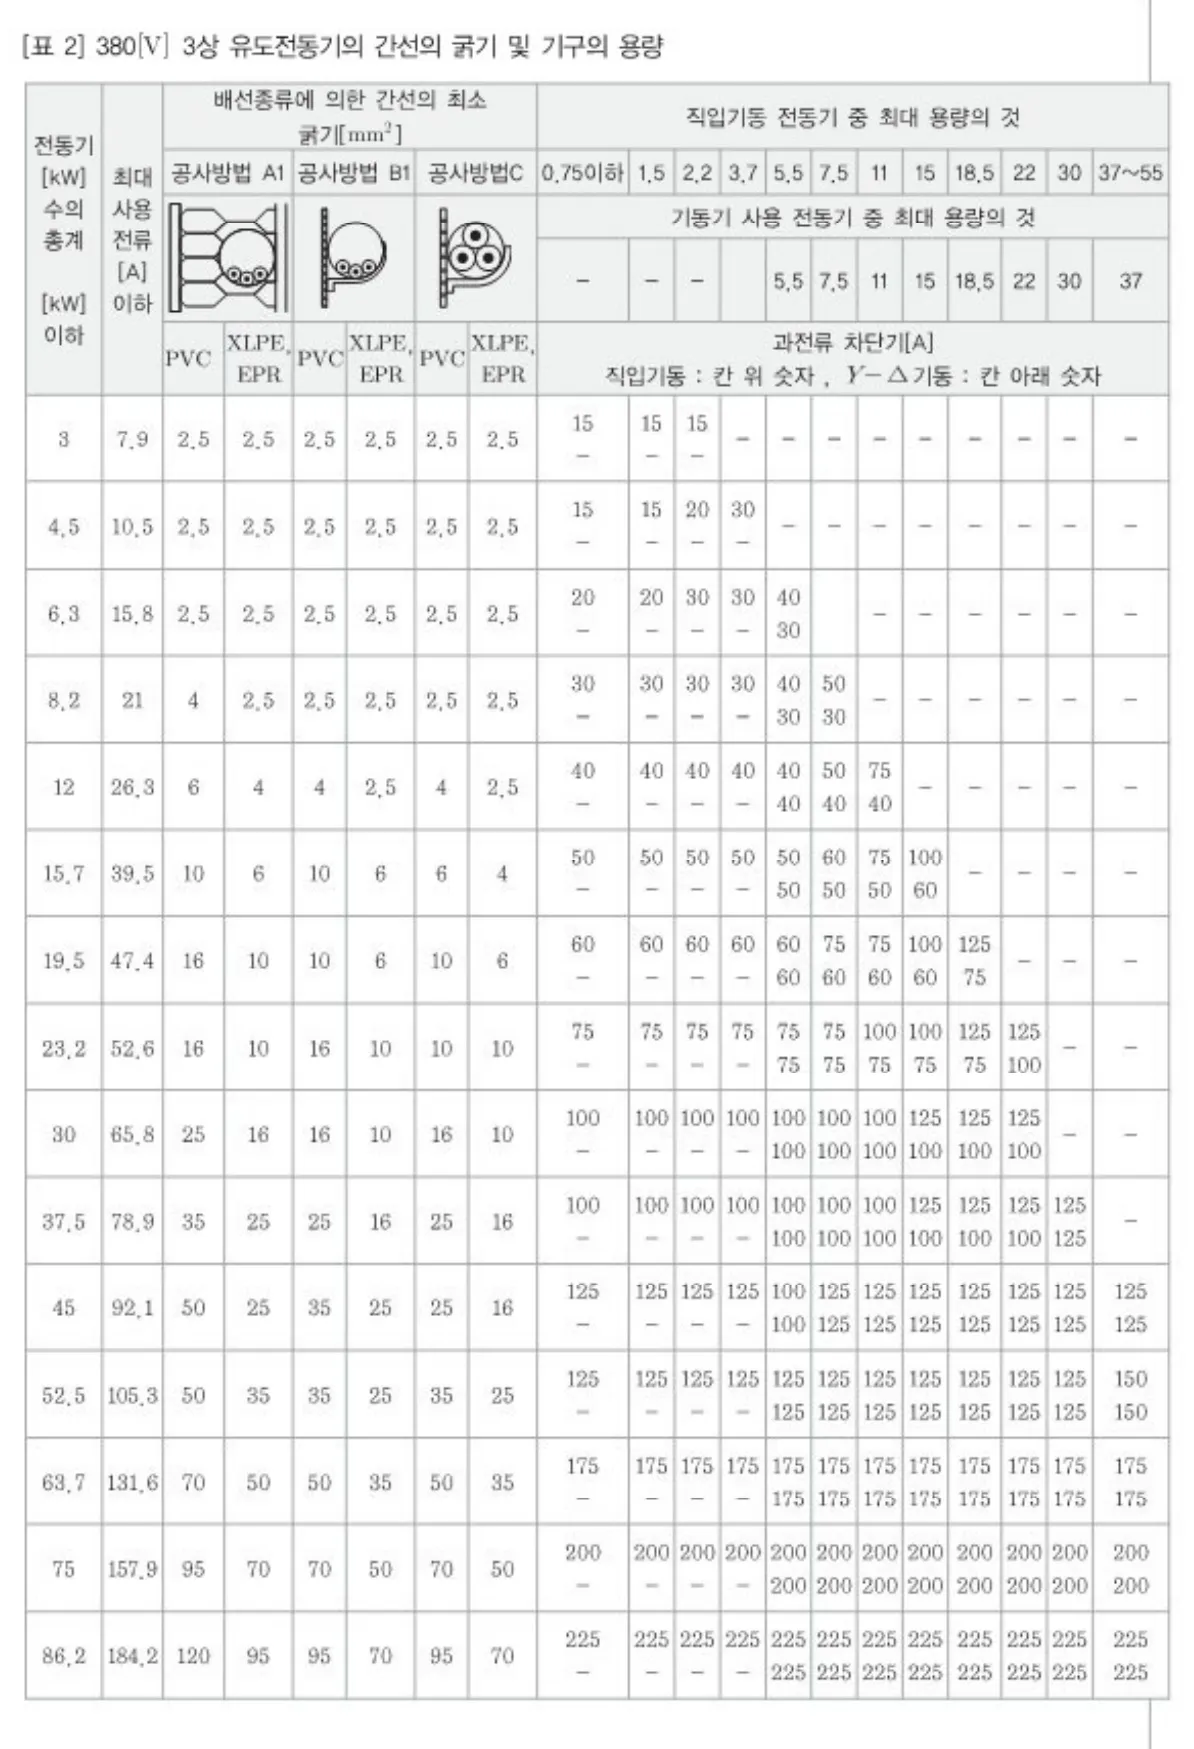 [표 2] 380[V] 3상 유도전동기의 간선의 굵기 및 기구의 용량
전동기 [kW] 수의 총계 [kW] 이하
최대 사용 전류 [A] 이하
배선종류에 의한 간선의 최소 굵기[mm²]
직입기동 전동기 중 최대 용량의 것
공사방법 A1 공사방법 B1 공사방법C 0.75이하 1.5 2.2 3.7 5.5 7.5 11 15 18.5 22 30 37~55
기동기 사용 전동기 중 최대 용량의 것
- - - 5.5 7.5 11 15 18.5 22 30 37
PVC XLPE, EPR PVC XLPE, EPR PVC XLPE, EPR
과전류 차단기[A]
직입기동 : 칸 위 숫자 , Y-Δ기동 : 칸 아래 숫자
3 7.9 2.5 2.5 2.5 2.5 2.5 2.5 15 15 15 - - - - - - - - -
- - -
4.5 10.5 2.5 2.5 2.5 2.5 2.5 2.5 15 15 20 30 - - - - - - - -
- - - -
6.3 15.8 2.5 2.5 2.5 2.5 2.5 2.5 20 20 30 30 40 - - - - - -
- - - - 30
8.2 21 4 2.5 2.5 2.5 2.5 2.5 30 30 30 30 40 50 - - - - - -
- - - - 30 30
12 26.3 6 4 4 2.5 4 2.5 40 40 40 40 40 50 75 - - - - -
- - - - 40 40 40
15.7 39.5 10 6 10 6 6 4 50 50 50 50 50 60 75 100 - - - -
- - - - 50 50 50 60
19.5 47.4 16 10 10 6 10 6 60 60 60 60 60 75 75 100 125 - - -
- - - - 60 60 60 60 75
23.2 52.6 16 10 16 10 10 10 75 75 75 75 75 75 100 100 125 125 - -
- - - - 75 75 75 75 75 100
30 65.8 25 16 16 10 16 10 100 100 100 100 100 100 100 125 125 125 - -
- - - - 100 100 100 100 100 100
37.5 78.9 35 25 25 16 25 16 100 100 100 100 100 100 100 125 125 125 125 -
- - - - 100 100 100 100 100 100 125
45 92.1 50 25 35 25 25 16 125 125 125 125 100 125 125 125 125 125 125 125
- - - - 100 125 125 125 125 125 125 125
52.5 105.3 50 35 35 25 35 25 125 125 125 125 125 125 125 125 125 125 125 150
- - - - 125 125 125 125 125 125 125 150
63.7 131.6 70 50 50 35 50 35 175 175 175 175 175 175 175 175 175 175 175 175
- - - - 175 175 175 175 175 175 175 175
75 157.9 95 70 70 50 70 50 200 200 200 200 200 200 200 200 200 200 200 200
- - - - 200 200 200 200 200 200 200 200
86.2 184.2 120 95 95 70 95 70 225 225 225 225 225 225 225 225 225 225 225 225
- - - - 225 225 225 225 225 225 225 225